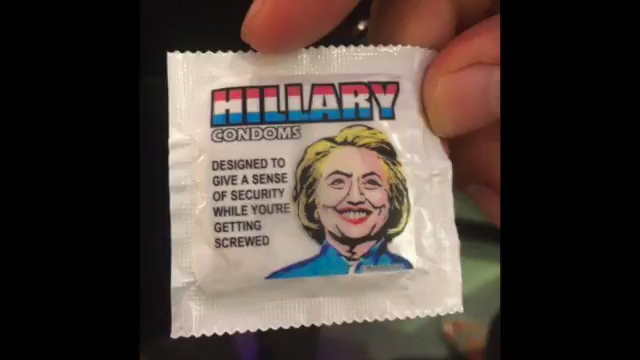 HILLARY
CONDOMS
DESIGNED TO
GIVE A SENSE
OF SECURITY
WHILE YOU'RE
GETTING
SCREWED